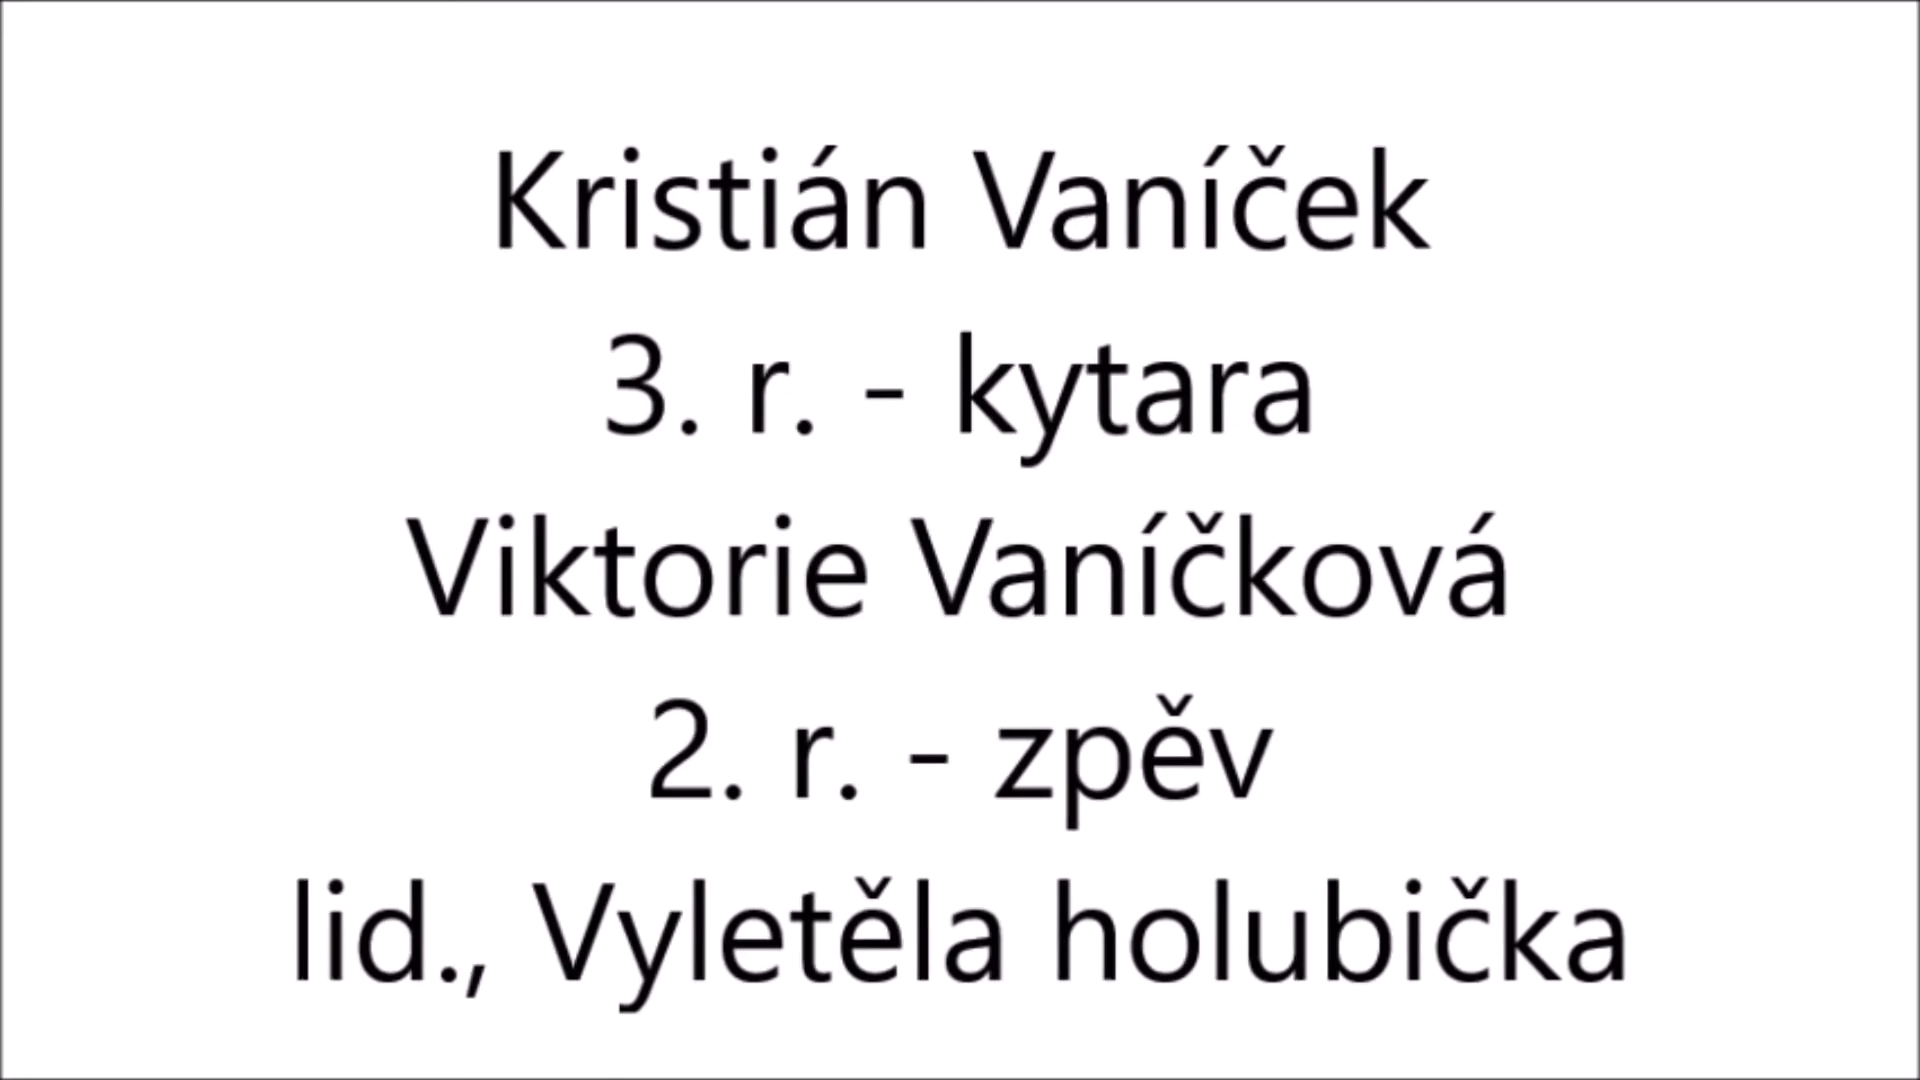 Kristián Vaníček
3. r. - kytara
Viktorie Vaníčková
2. r. - zpěv
lid., Vyletěla holubička